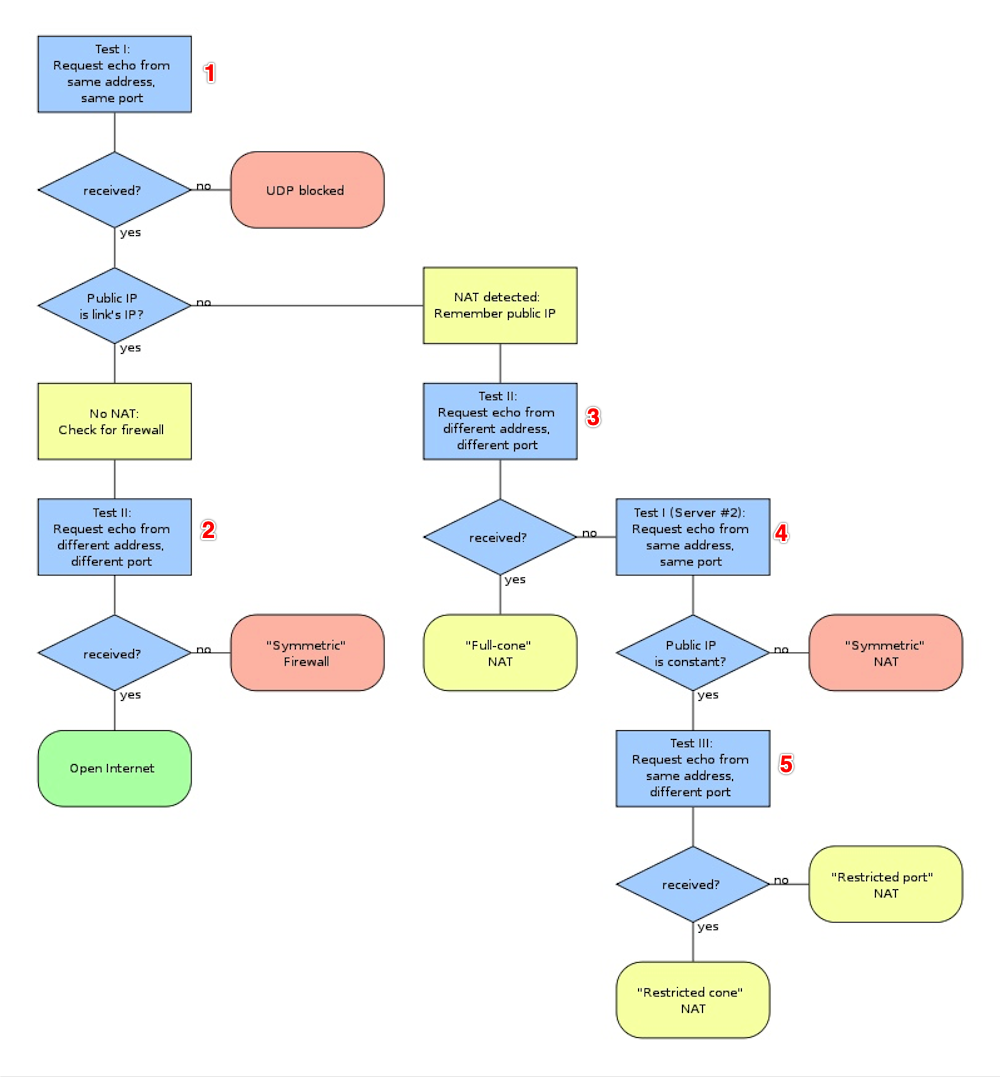 Test I:
Request echo from
same address,
same port
1
received?
no
UDP blocked
yes
Public IP
is link's IP?
no
NAT detected:
Remember public IP
yes
No NAT:
Check for firewall
Test II:
Request echo from
different address,
different port
3
Test II:
Request echo from
different address,
different port
2
received?
no
Test I (Server #2):
Request echo from
same address,
same port
4
yes
received?
no
"Symmetric"
Firewall
"Full-cone"
NAT
Public IP
is constant?
no
"Symmetric"
NAT
yes
yes
Open Internet
Test III:
Request echo from
same address,
different port
5
received?
no
"Restricted port"
NAT
yes
"Restricted cone"
NAT